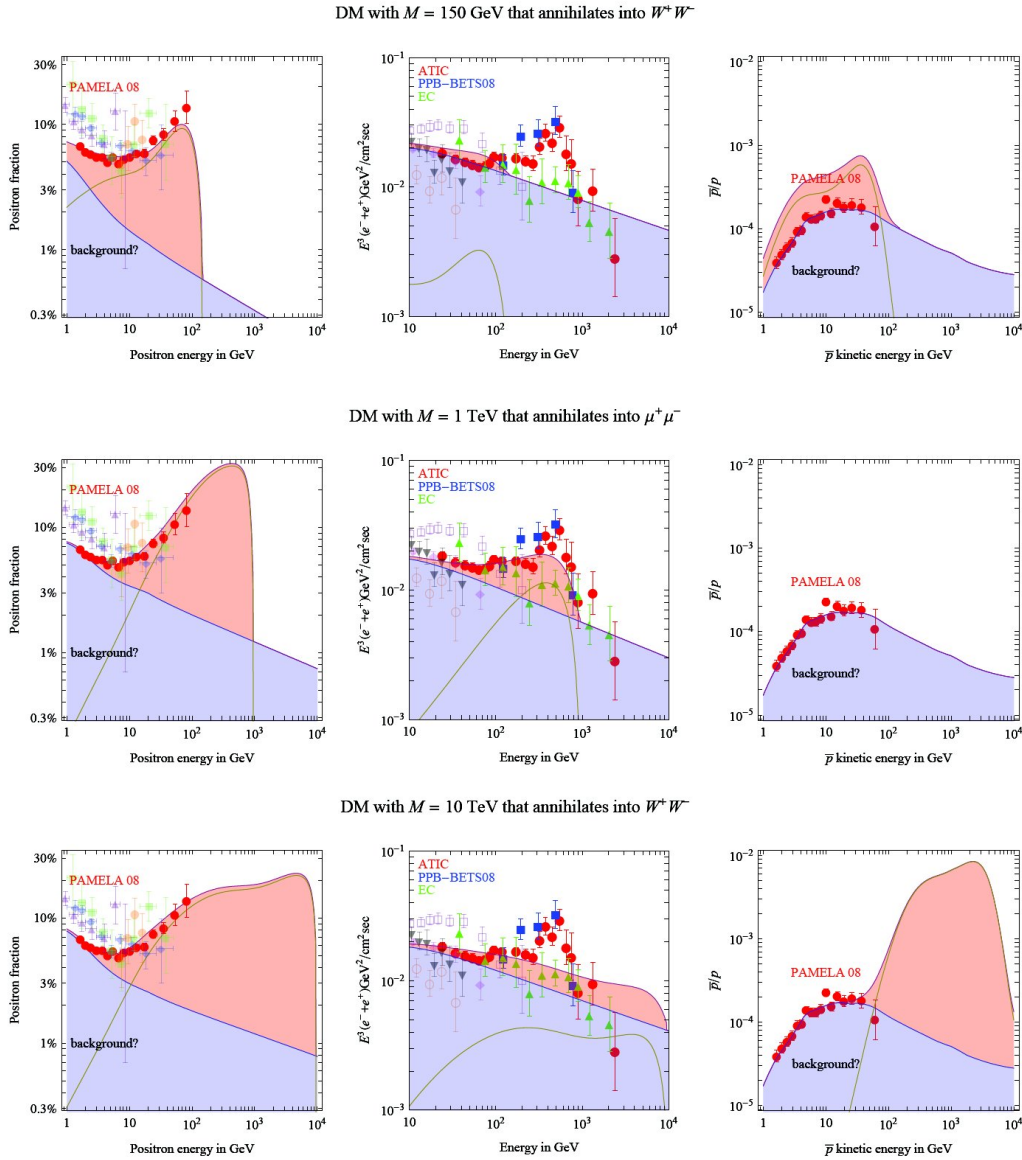 DM with M = 150 GeV that annihilates into W⁺W⁻
Positron fraction
30%
10%
3%
1%
0.3%
PAMELA 08
background?
1 10 10² 10³ 10⁴
Positron energy in GeV
E³(e⁻+e⁺)GeV²/cm²sec
10⁻¹
10⁻²
10⁻³
ATIC
PPB-BETS08
EC
10 10² 10³ 10⁴
Energy in GeV
p̄/p
10⁻²
10⁻³
10⁻⁴
10⁻⁵
PAMELA 08
background?
1 10 10² 10³ 10⁴
p̄ kinetic energy in GeV
DM with M = 1 TeV that annihilates into μ⁺μ⁻
Positron fraction
30%
10%
3%
1%
0.3%
PAMELA 08
background?
1 10 10² 10³ 10⁴
Positron energy in GeV
E³(e⁻+e⁺)GeV²/cm²sec
10⁻¹
10⁻²
10⁻³
ATIC
PPB-BETS08
EC
10 10² 10³ 10⁴
Energy in GeV
p̄/p
10⁻²
10⁻³
10⁻⁴
10⁻⁵
PAMELA 08
background?
1 10 10² 10³ 10⁴
p̄ kinetic energy in GeV
DM with M = 10 TeV that annihilates into W⁺W⁻
Positron fraction
30%
10%
3%
1%
0.3%
PAMELA 08
background?
1 10 10² 10³ 10⁴
Positron energy in GeV
E³(e⁻+e⁺)GeV²/cm²sec
10⁻¹
10⁻²
10⁻³
ATIC
PPB-BETS08
EC
10 10² 10³ 10⁴
Energy in GeV
p̄/p
10⁻²
10⁻³
10⁻⁴
10⁻⁵
PAMELA 08
background?
1 10 10² 10³ 10⁴
p̄ kinetic energy in GeV